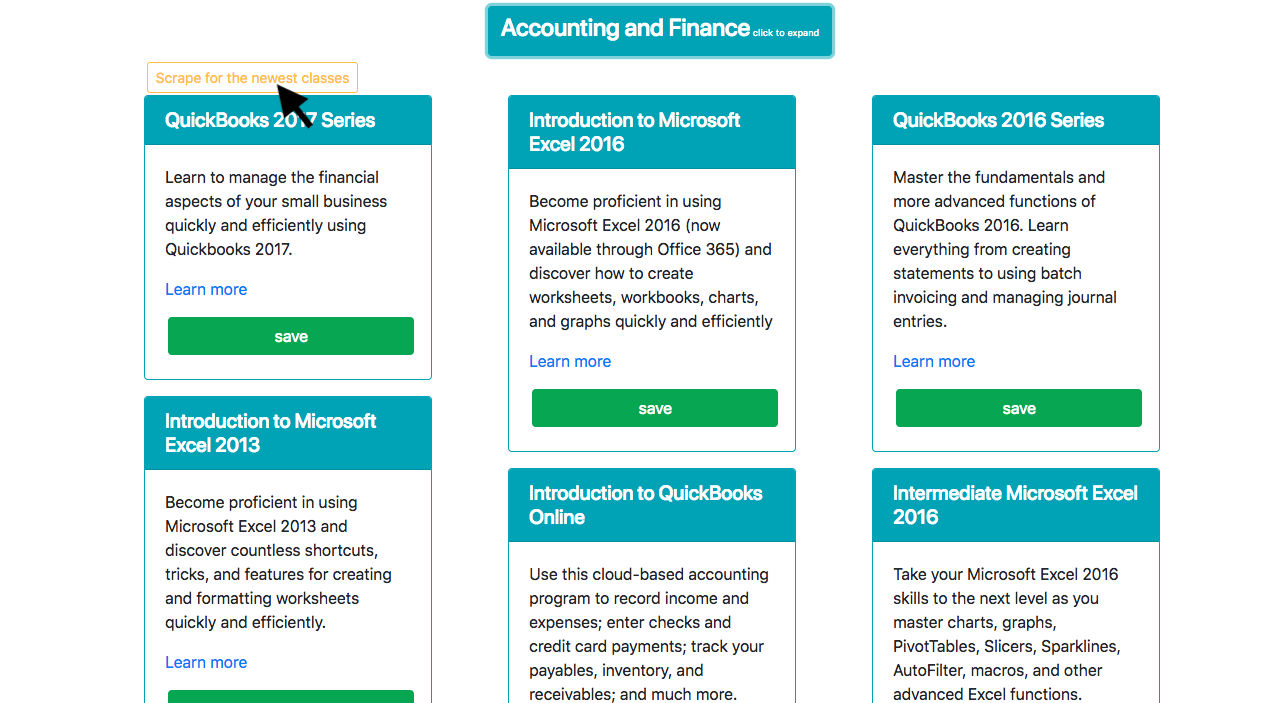 Accounting and Finance click to expand
Scrape for the newest classes
QuickBooks 2017 Series
Learn to manage the financial
aspects of your small business
quickly and efficiently using
Quickbooks 2017.
Learn more
save
Introduction to Microsoft
Excel 2013
Become proficient in using
Microsoft Excel 2013 and
discover countless shortcuts,
tricks, and features for creating
and formatting worksheets
quickly and efficiently.
Learn more
Introduction to Microsoft
Excel 2016
Become proficient in using
Microsoft Excel 2016 (now
available through Office 365) and
discover how to create
worksheets, workbooks, charts,
and graphs quickly and efficiently
Learn more
save
Introduction to QuickBooks
Online
Use this cloud-based accounting
program to record income and
expenses; enter checks and
credit card payments; track your
payables, inventory, and
receivables; and much more.
QuickBooks 2016 Series
Master the fundamentals and
more advanced functions of
QuickBooks 2016. Learn
everything from creating
statements to using batch
invoicing and managing journal
entries.
Learn more
save
Intermediate Microsoft Excel
2016
Take your Microsoft Excel 2016
skills to the next level as you
master charts, graphs,
PivotTables, Slicers, Sparklines,
AutoFilter, macros, and other
advanced Excel functions.